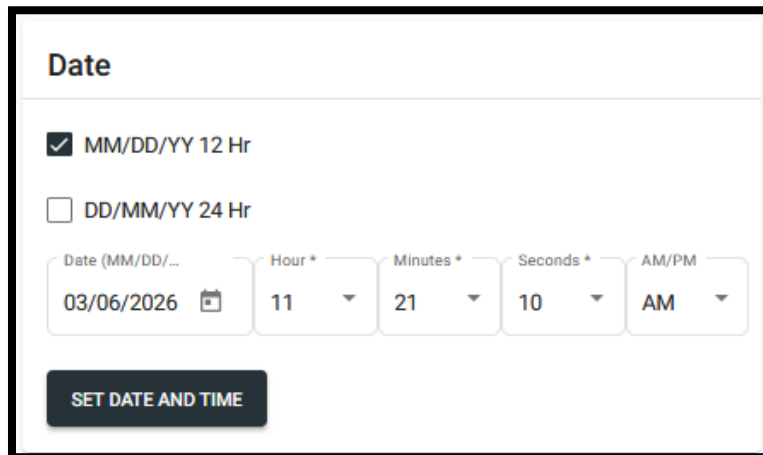 Date
MM/DD/YY 12 Hr
DD/MM/YY 24 Hr
Date (MM/DD/... Hour * Minutes * Seconds * AM/PM
03/06/2026 11 21 10 AM
SET DATE AND TIME